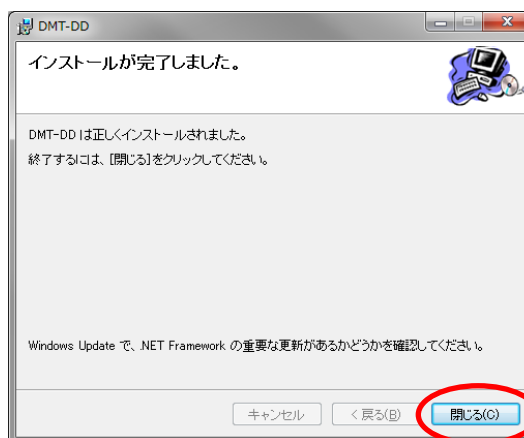 DMT-DD
インストールが完了しました。
DMT-DD は正しくインストールされました。
終了するには、[閉じる]をクリックしてください。
Windows Update で、.NET Framework の重要な更新があるかどうかを確認してください。
キャンセル
< 戻る(B)
閉じる(C)